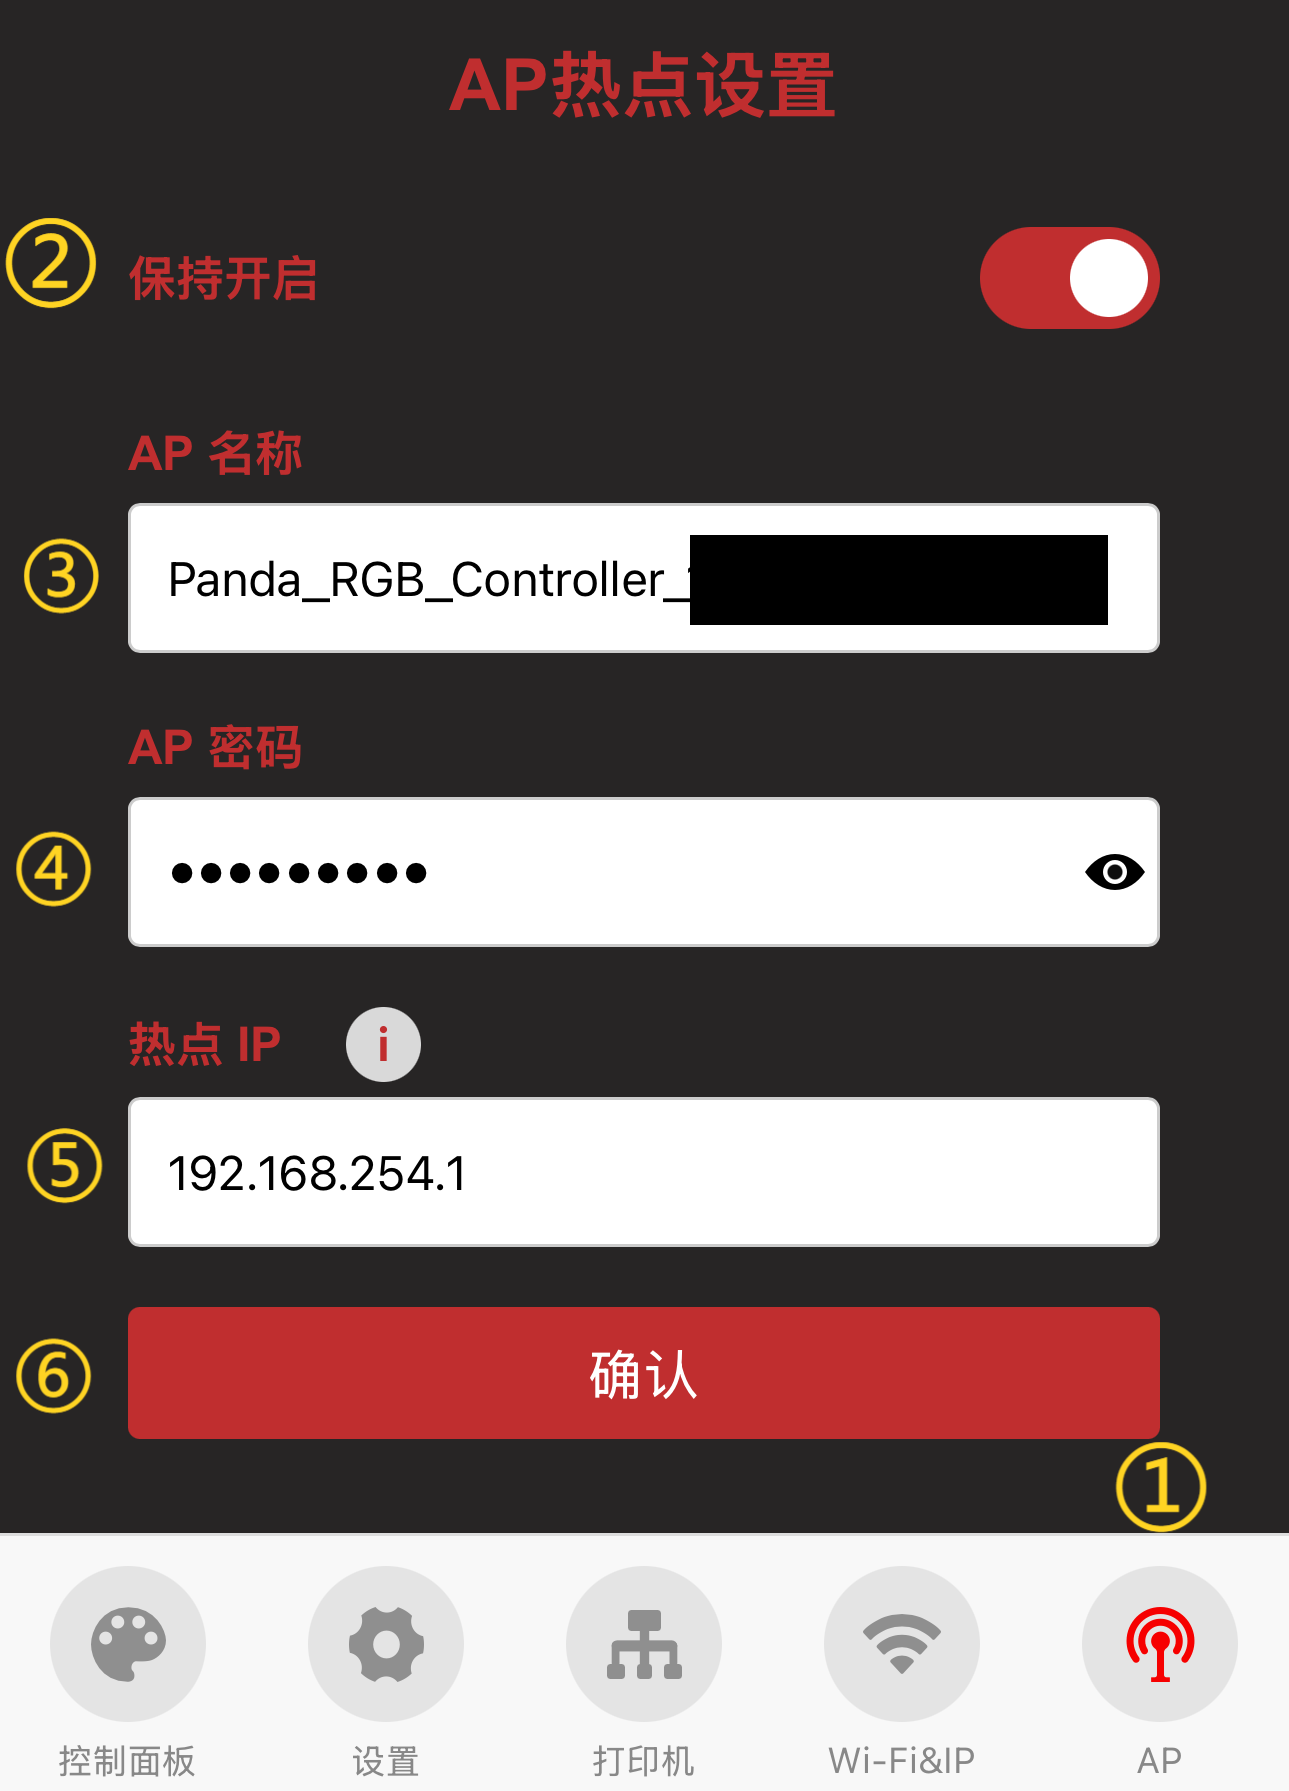 AP热点设置
② 保持开启
AP 名称
③ Panda_RGB_Controller_
AP 密码
④ •••••••••
热点 IP i
⑤ 192.168.254.1
⑥ 确认
①
控制面板 设置 打印机 Wi-Fi&IP AP